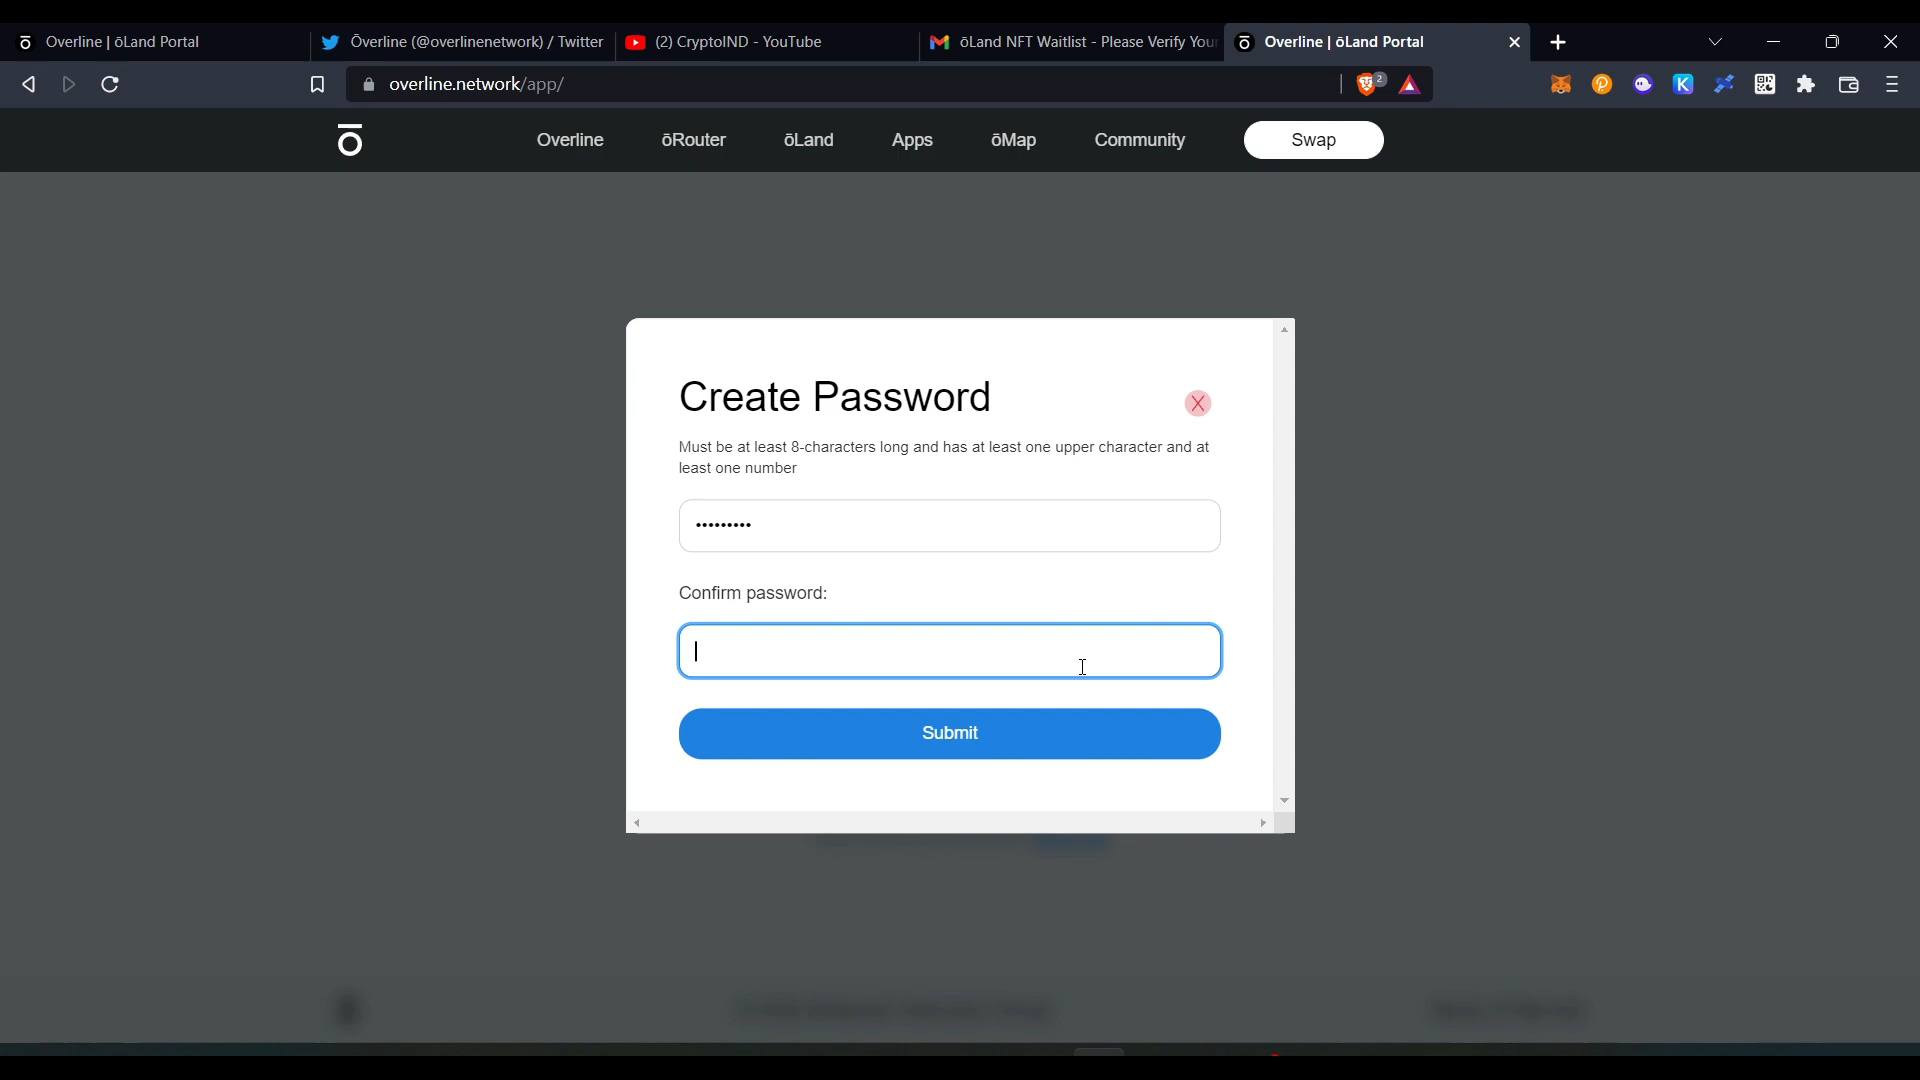 Overline | ōLand Portal
Ōverline (@overlinenetwork) / Twitter
(2) CryptoIND - YouTube
ōLand NFT Waitlist - Please Verify You
Overline | ōLand Portal
overline.network/app/
2
Overline
ōRouter
ōLand
Apps
ōMap
Community
Swap
Create Password
X
Must be at least 8-characters long and has at least one upper character and at
least one number
•••••••••
Confirm password:
Submit